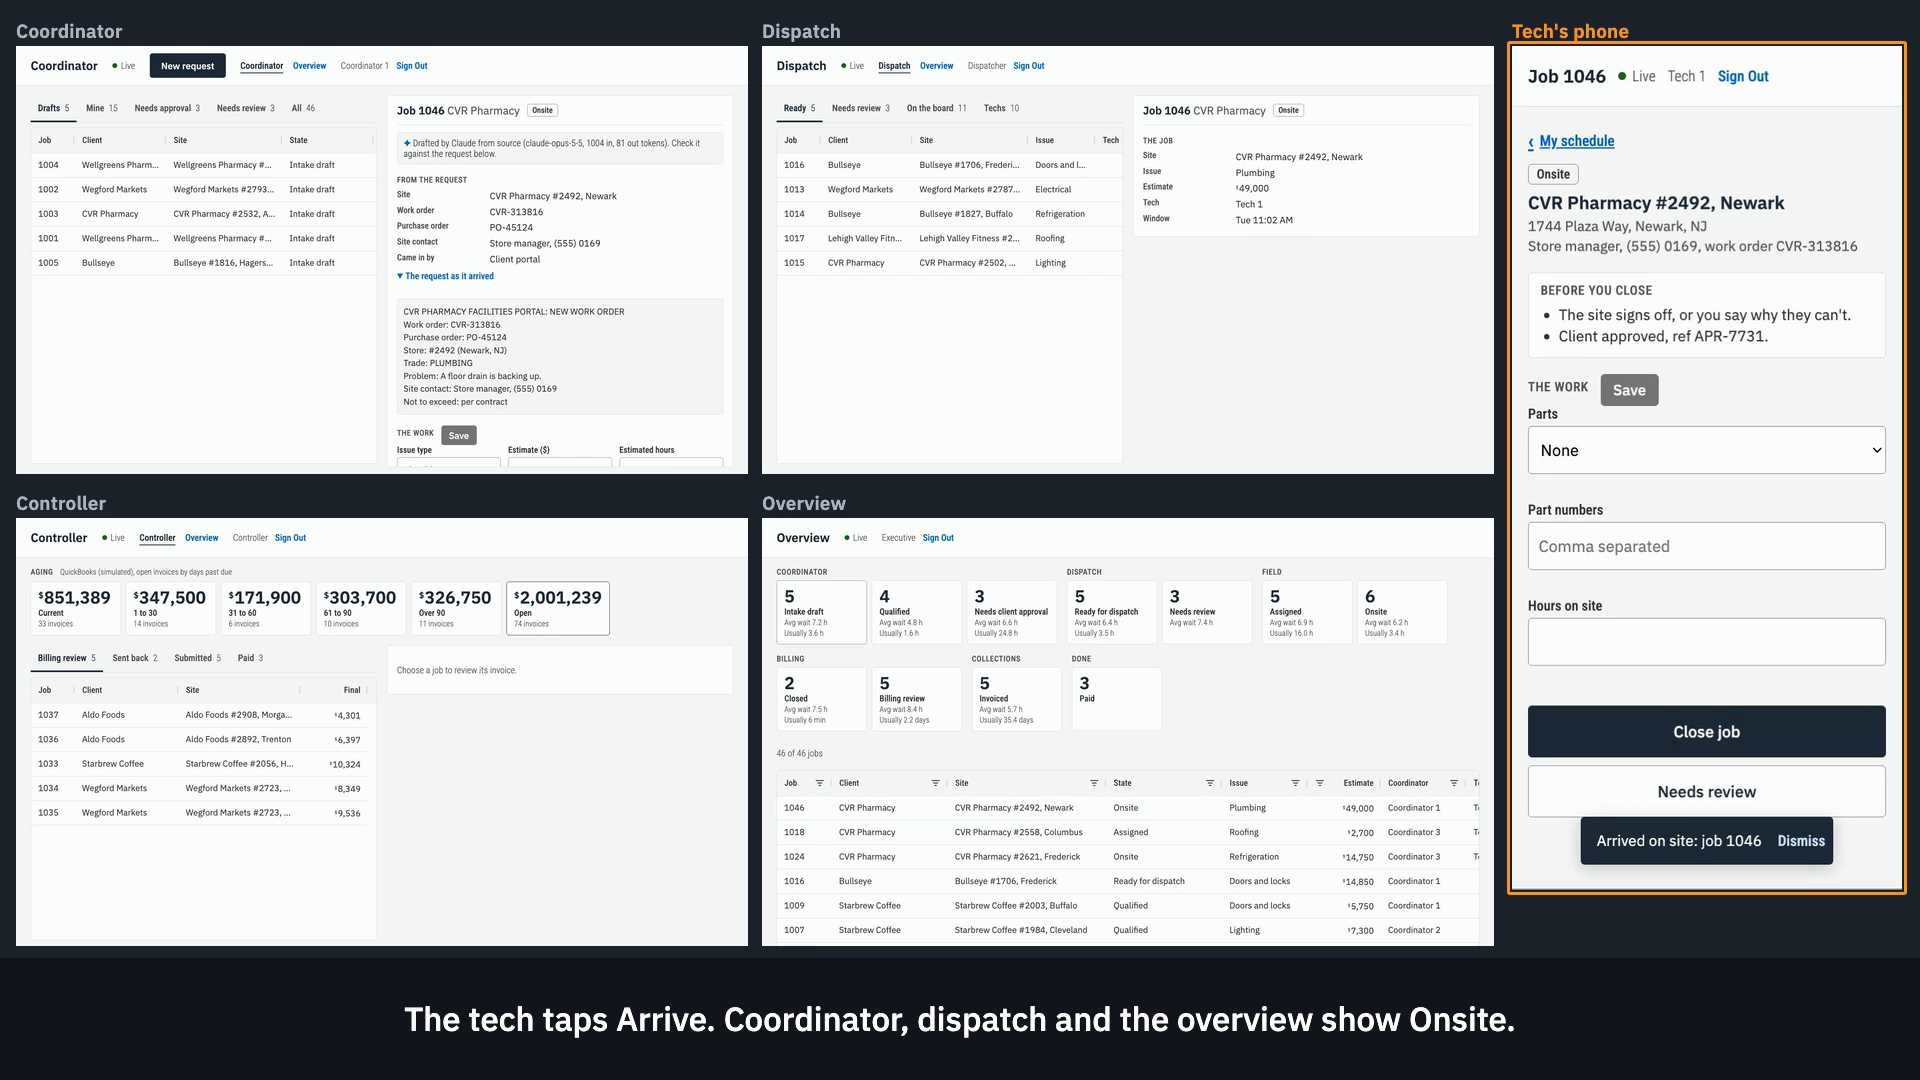 Coordinator
Coordinator Live New request Coordinator Overview Coordinator 1 Sign Out
Drafts 5 Mine 15 Needs approval 3 Needs review 3 All 46
Job Client Site State
1004 Wellgreens Pharm... Wellgreens Pharmacy #... Intake draft
1002 Wegford Markets Wegford Markets #2793... Intake draft
1003 CVR Pharmacy CVR Pharmacy #2532, A... Intake draft
1001 Wellgreens Pharm... Wellgreens Pharmacy #... Intake draft
1005 Bullseye Bullseye #1816, Hagers... Intake draft
Job 1046 CVR Pharmacy Onsite
Drafted by Claude from source (claude-opus-5-5, 1004 in, 81 out tokens). Check it
against the request below.
FROM THE REQUEST
Site CVR Pharmacy #2492, Newark
Work order CVR-313816
Purchase order PO-45124
Site contact Store manager, (555) 0169
Came in by Client portal
▼ The request as it arrived
CVR PHARMACY FACILITIES PORTAL: NEW WORK ORDER
Work order: CVR-313816
Purchase order: PO-45124
Store: #2492 (Newark, NJ)
Trade: PLUMBING
Problem: A floor drain is backing up.
Site contact: Store manager, (555) 0169
Not to exceed: per contract
THE WORK Save
Issue type Estimate ($) Estimated hours
Dispatch
Dispatch Live Dispatch Overview Dispatcher Sign Out
Ready 5 Needs review 3 On the board 11 Techs 10
Job Client Site Issue Tech
1016 Bullseye Bullseye #1706, Frederi... Doors and l...
1013 Wegford Markets Wegford Markets #2787... Electrical
1014 Bullseye Bullseye #1827, Buffalo Refrigeration
1017 Lehigh Valley Fitn... Lehigh Valley Fitness #2... Roofing
1015 CVR Pharmacy CVR Pharmacy #2502, ... Lighting
Job 1046 CVR Pharmacy Onsite
THE JOB
Site CVR Pharmacy #2492, Newark
Issue Plumbing
Estimate $49,000
Tech Tech 1
Window Tue 11:02 AM
Controller
Controller Live Controller Overview Controller Sign Out
AGING QuickBooks (simulated), open invoices by days past due
$851,389 $347,500 $171,900 $303,700 $326,750 $2,001,239
Current 1 to 30 31 to 60 61 to 90 Over 90 Open
33 invoices 14 invoices 6 invoices 10 invoices 11 invoices 74 invoices
Billing review 5 Sent back 2 Submitted 5 Paid 3
Job Client Site Final
1037 Aldo Foods Aldo Foods #2908, Morga... $4,301
1036 Aldo Foods Aldo Foods #2892, Trenton $6,397
1033 Starbrew Coffee Starbrew Coffee #2056, H... $10,324
1034 Wegford Markets Wegford Markets #2723, ... $8,349
1035 Wegford Markets Wegford Markets #2723, ... $9,536
Choose a job to review its invoice.
Overview
Overview Live Executive Sign Out
COORDINATOR DISPATCH FIELD
5 4 3 5 3 5 6
Intake draft Qualified Needs client approval Ready for dispatch Needs review Assigned Onsite
Avg wait 7.2 h Avg wait 4.8 h Avg wait 6.6 h Avg wait 6.4 h Avg wait 7.4 h Avg wait 6.9 h Avg wait 6.2 h
Usually 3.6 h Usually 1.6 h Usually 24.8 h Usually 3.5 h Usually 16.0 h Usually 3.4 h
BILLING COLLECTIONS DONE
2 5 5 3
Closed Billing review Invoiced Paid
Avg wait 7.5 h Avg wait 8.4 h Avg wait 5.7 h
Usually 6 min Usually 2.2 days Usually 35.4 days
46 of 46 jobs
Job Client Site State Issue Estimate Coordinator
1046 CVR Pharmacy CVR Pharmacy #2492, Newark Onsite Plumbing $49,000 Coordinator 1
1018 CVR Pharmacy CVR Pharmacy #2558, Columbus Assigned Roofing $2,700 Coordinator 3
1024 CVR Pharmacy CVR Pharmacy #2621, Frederick Onsite Refrigeration $14,750 Coordinator 3
1016 Bullseye Bullseye #1706, Frederick Ready for dispatch Doors and locks $14,850 Coordinator 1
1009 Starbrew Coffee Starbrew Coffee #2003, Buffalo Qualified Doors and locks $5,750 Coordinator 1
1007 Starbrew Coffee Starbrew Coffee #1984, Cleveland Qualified Lighting $7,300 Coordinator 2
Tech's phone
Job 1046 Live Tech 1 Sign Out
‹ My schedule
Onsite
CVR Pharmacy #2492, Newark
1744 Plaza Way, Newark, NJ
Store manager, (555) 0169, work order CVR-313816
BEFORE YOU CLOSE
• The site signs off, or you say why they can't.
• Client approved, ref APR-7731.
THE WORK Save
Parts
None
Part numbers
Comma separated
Hours on site
Close job
Needs review
Arrived on site: job 1046 Dismiss
The tech taps Arrive. Coordinator, dispatch and the overview show Onsite.